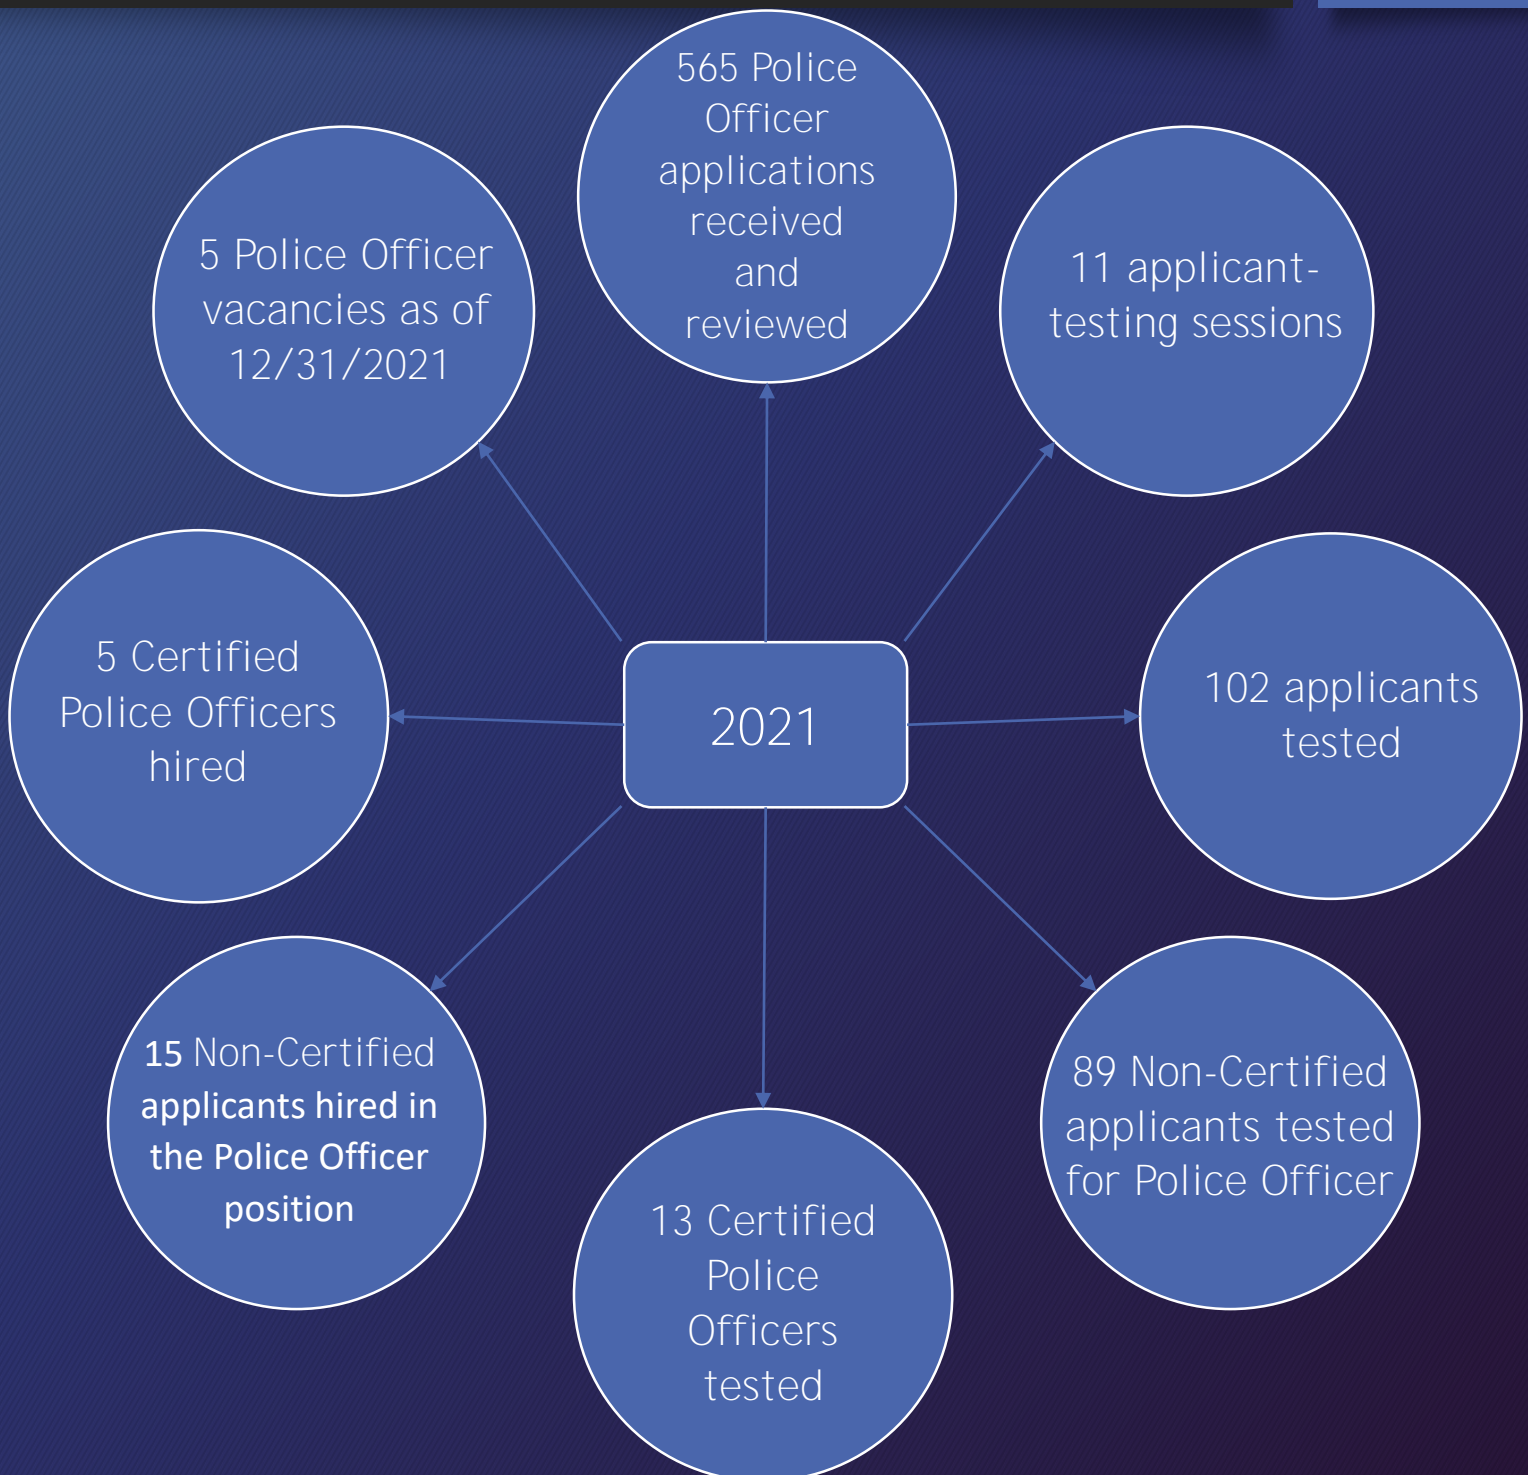 565 Police
Officer
applications
received
and
reviewed
11 applicant-
testing sessions
102 applicants
tested
89 Non-Certified
applicants tested
for Police Officer
13 Certified
Police
Officers
tested
15 Non-Certified
applicants hired in
the Police Officer
position
5 Certified
Police Officers
hired
5 Police Officer
vacancies as of
12/31/2021
2021